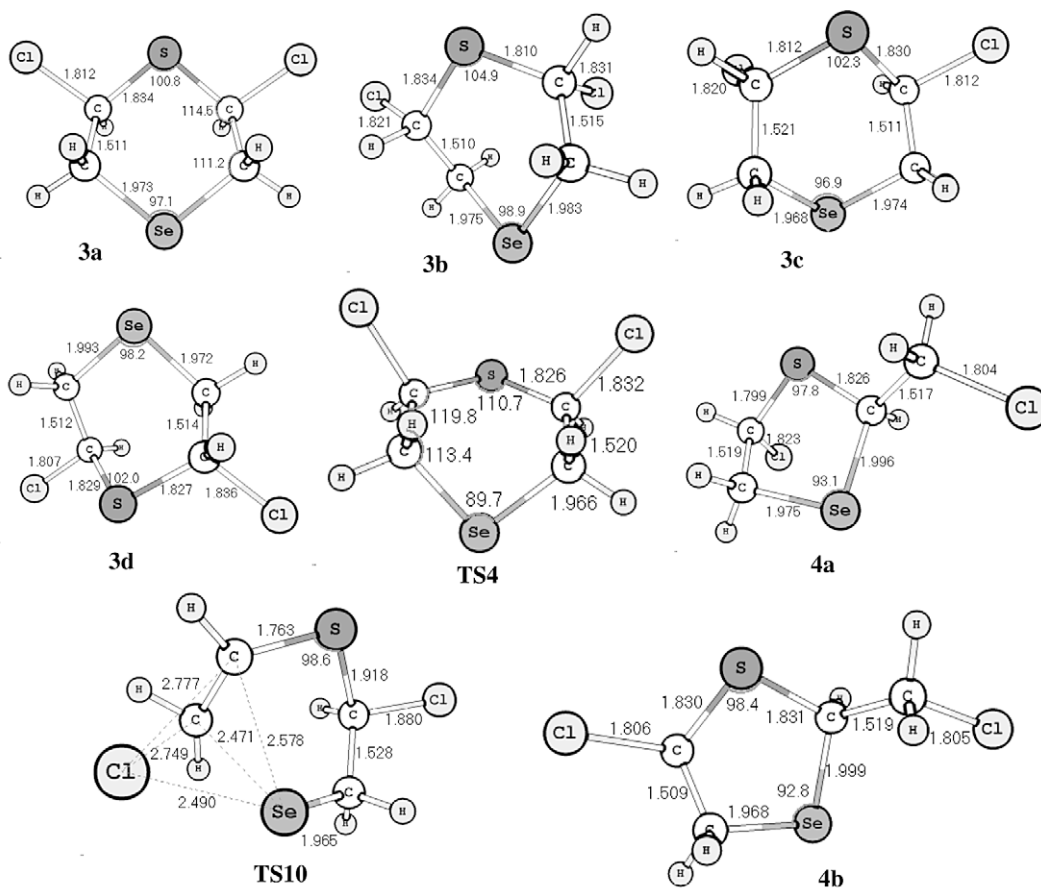 Cl S Cl
1.812 100.8
1.834 114.5
C C
H H
1.511
H C 111.2 C H
H 1.973 H
97.1
Se
3a
H
S 1.810
104.9 C 1.831
1.834 Cl
Cl
1.821 C 1.515
H 1.510 H
C H C
H H
1.975 98.9 1.983
Se
3b
H 1.812 S 1.830 Cl
102.3
C H C 1.812
1.820
1.521 1.511
H C 96.9 C H
H Se
1.968 1.974
3c
Se
1.993 98.2 1.972
H H C C H
1.512 1.514
C H C H
1.807
Cl 102.0
1.829 1.827 1.836
S Cl
3d
Cl Cl
S 1.826
C 110.7 1.832
H 119.8 C
H H
113.4 1.520
H C C
89.7 1.966 H
Se
TS4
H
S H C 1.804
1.826
1.799 97.8 1.517 Cl
H C C H
1.823
1.519 Cl
93.1 1.996
H C
1.975 Se
H
4a
H
1.763 S
C 98.6
1.918
2.777 Cl
H H C 1.880
C 2.471 2.578
2.749 H 1.528
Cl
2.490 C
Se H H
1.965
TS10
H
S
98.4 H C
1.830 1.831 C 1.519 H Cl
Cl 1.806 1.805
C
1.999
1.509 92.8
1.968
Se
H H
4b